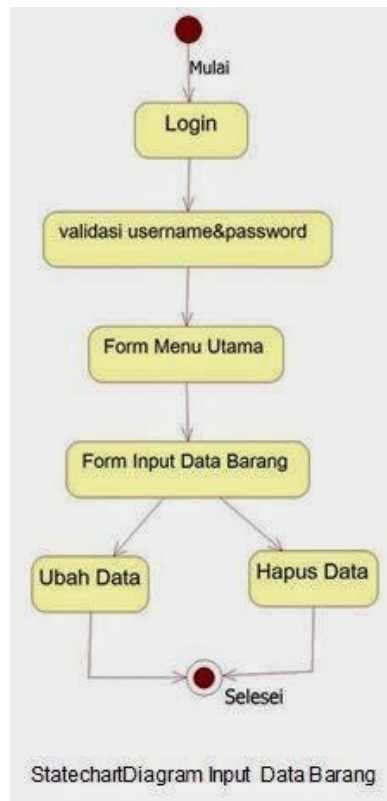 Mulai
Login
validasi username&password
Form Menu Utama
Form Input Data Barang
Ubah Data
Hapus Data
Selesei
StatechartDiagram Input Data Barang